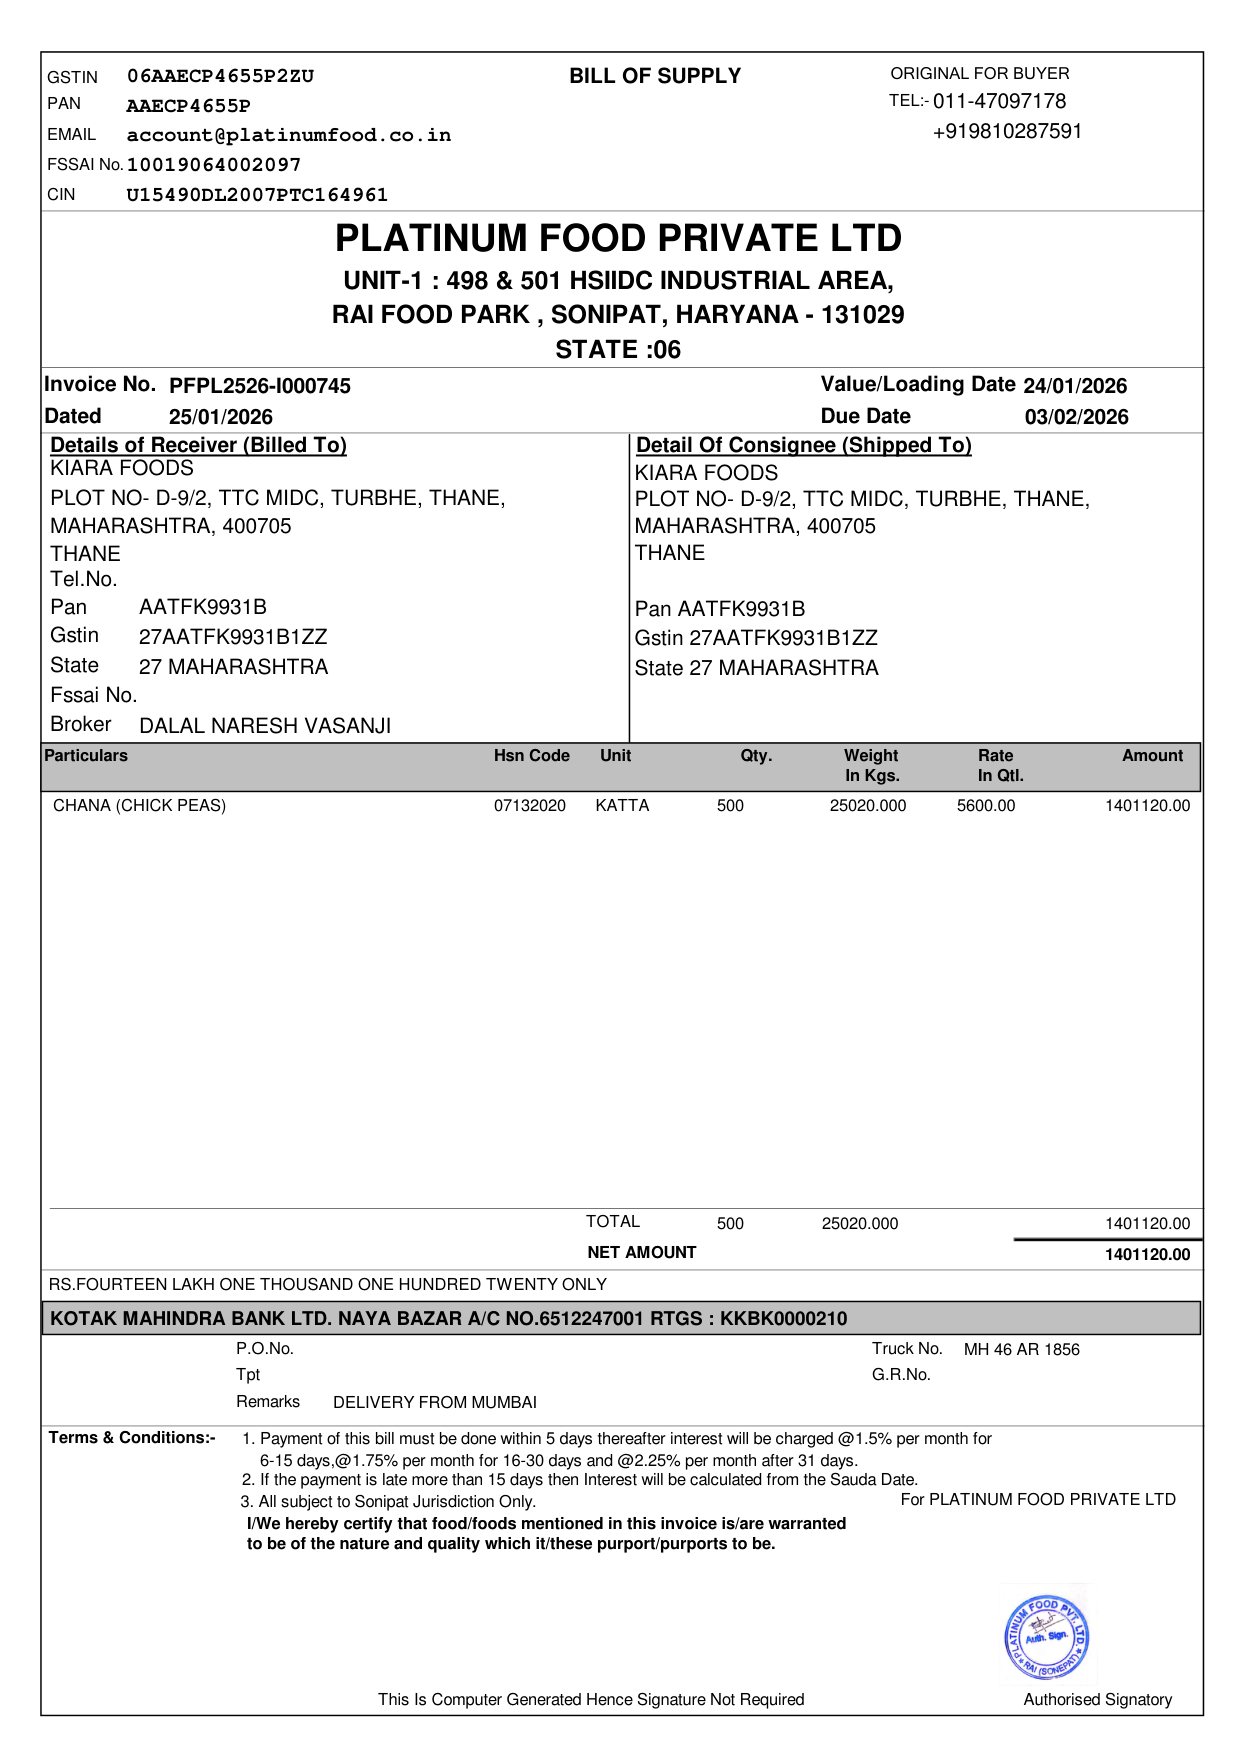 GSTIN 06AAECP4655P2ZU BILL OF SUPPLY ORIGINAL FOR BUYER
PAN AAECP4655P TEL:- 011-47097178
EMAIL account@platinumfood.co.in +919810287591
FSSAI No. 10019064002097
CIN U15490DL2007PTC164961
PLATINUM FOOD PRIVATE LTD
UNIT-1 : 498 & 501 HSIIDC INDUSTRIAL AREA,
RAI FOOD PARK , SONIPAT, HARYANA - 131029
STATE :06
Invoice No. PFPL2526-I000745 Value/Loading Date 24/01/2026
Dated 25/01/2026 Due Date 03/02/2026
Details of Receiver (Billed To)
KIARA FOODS
PLOT NO- D-9/2, TTC MIDC, TURBHE, THANE,
MAHARASHTRA, 400705
THANE
Tel.No.
Pan AATFK9931B
Gstin 27AATFK9931B1ZZ
State 27 MAHARASHTRA
Fssai No.
Broker DALAL NARESH VASANJI
Detail Of Consignee (Shipped To)
KIARA FOODS
PLOT NO- D-9/2, TTC MIDC, TURBHE, THANE,
MAHARASHTRA, 400705
THANE
Pan AATFK9931B
Gstin 27AATFK9931B1ZZ
State 27 MAHARASHTRA
Particulars Hsn Code Unit Qty. Weight Rate Amount
In Kgs. In Qtl.
CHANA (CHICK PEAS) 07132020 KATTA 500 25020.000 5600.00 1401120.00
TOTAL 500 25020.000 1401120.00
NET AMOUNT 1401120.00
RS.FOURTEEN LAKH ONE THOUSAND ONE HUNDRED TWENTY ONLY
KOTAK MAHINDRA BANK LTD. NAYA BAZAR A/C NO.6512247001 RTGS : KKBK0000210
P.O.No. Truck No. MH 46 AR 1856
Tpt G.R.No.
Remarks DELIVERY FROM MUMBAI
Terms & Conditions:- 1. Payment of this bill must be done within 5 days thereafter interest will be charged @1.5% per month for
6-15 days,@1.75% per month for 16-30 days and @2.25% per month after 31 days.
2. If the payment is late more than 15 days then Interest will be calculated from the Sauda Date.
3. All subject to Sonipat Jurisdiction Only.
For PLATINUM FOOD PRIVATE LTD
I/We hereby certify that food/foods mentioned in this invoice is/are warranted
to be of the nature and quality which it/these purport/purports to be.
PLATINUM FOOD PVT. LTD.
Auth. Sign.
RAI (SONEPAT)
This Is Computer Generated Hence Signature Not Required Authorised Signatory